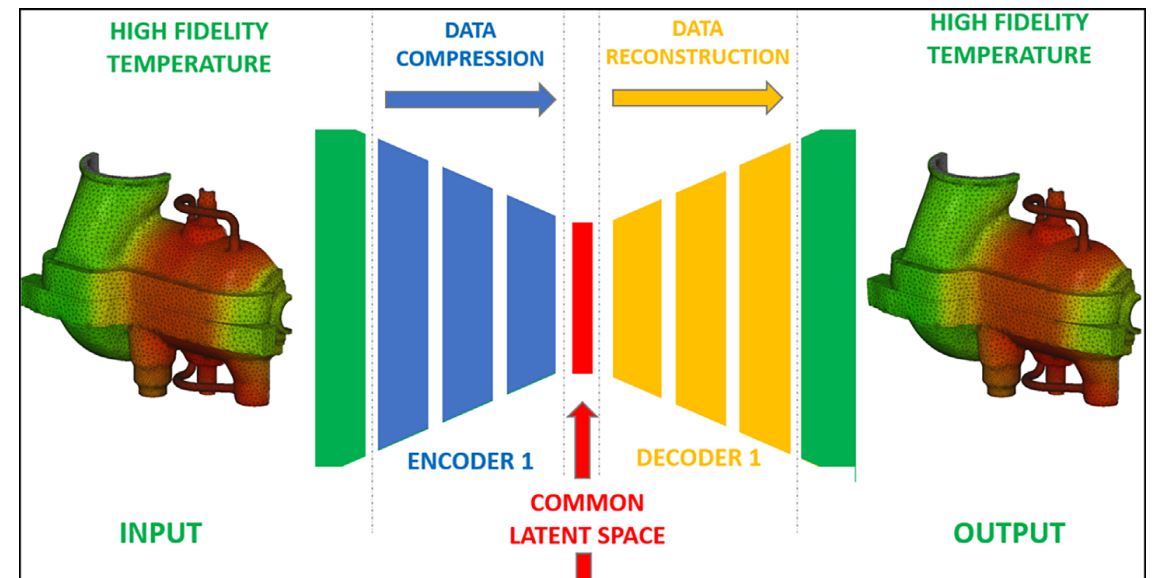 HIGH FIDELITY
TEMPERATURE
DATA
COMPRESSION
DATA
RECONSTRUCTION
HIGH FIDELITY
TEMPERATURE
ENCODER 1
DECODER 1
COMMON
LATENT SPACE
INPUT
OUTPUT